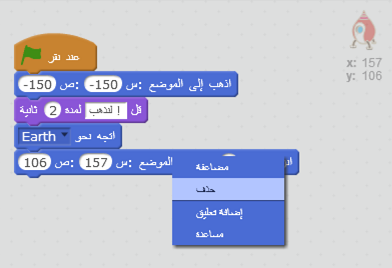 x: 157
y: 106
عند نقر
اذهب إلى الموضع س: -150 ص: -150
قل لنذهب ! لمدة 2 ثانية
اتجه نحو Earth
الموضع س: 157 ص: 106
مضاعفة
حذف
إضافة تعليق
مساعدة